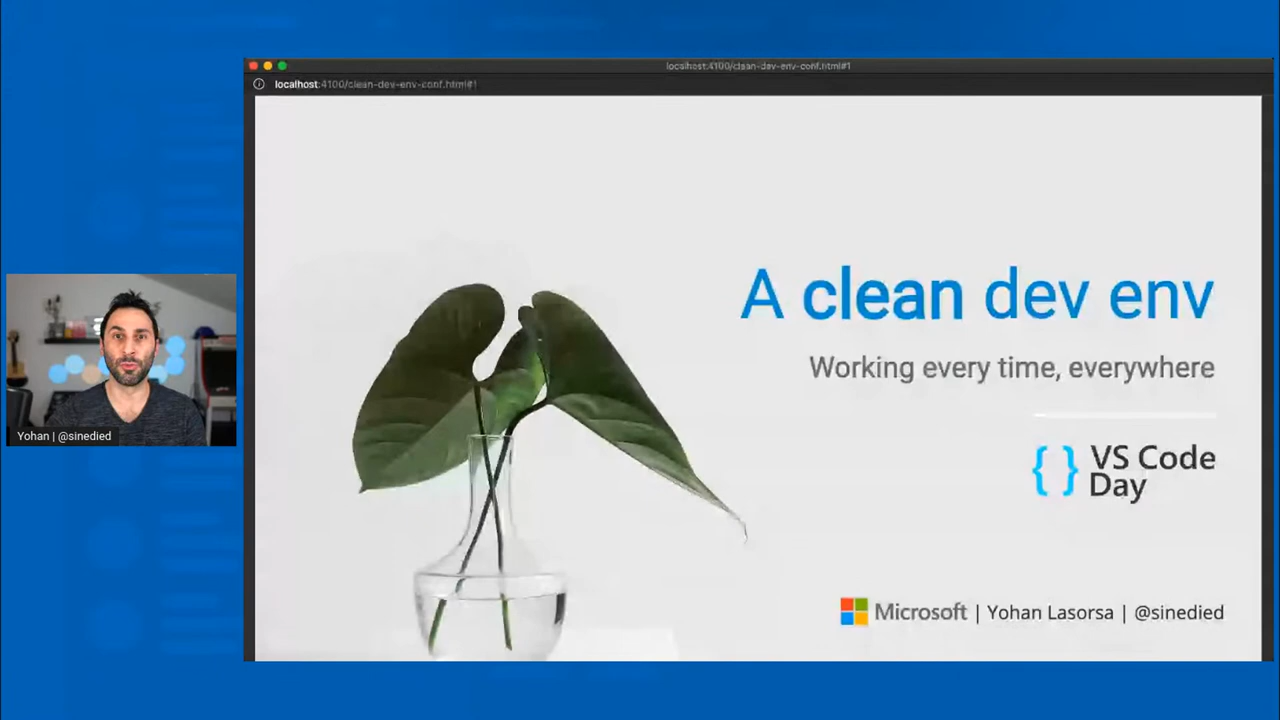 localhost:4100/clean-dev-env-conf.html#1
localhost:4100/clean-dev-env-conf.html#1
A clean dev env
Working every time, everywhere
{ } VS Code
Day
Microsoft | Yohan Lasorsa | @sinedied
Yohan | @sinedied